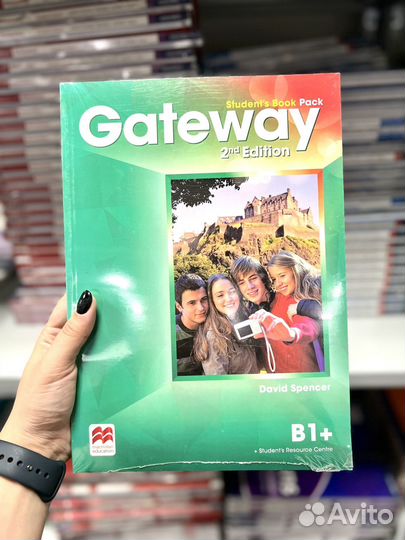 Student's Book Pack
Gateway
2nd Edition
David Spencer
B1+
macmillan
education
+ Student's Resource Centre
Avito